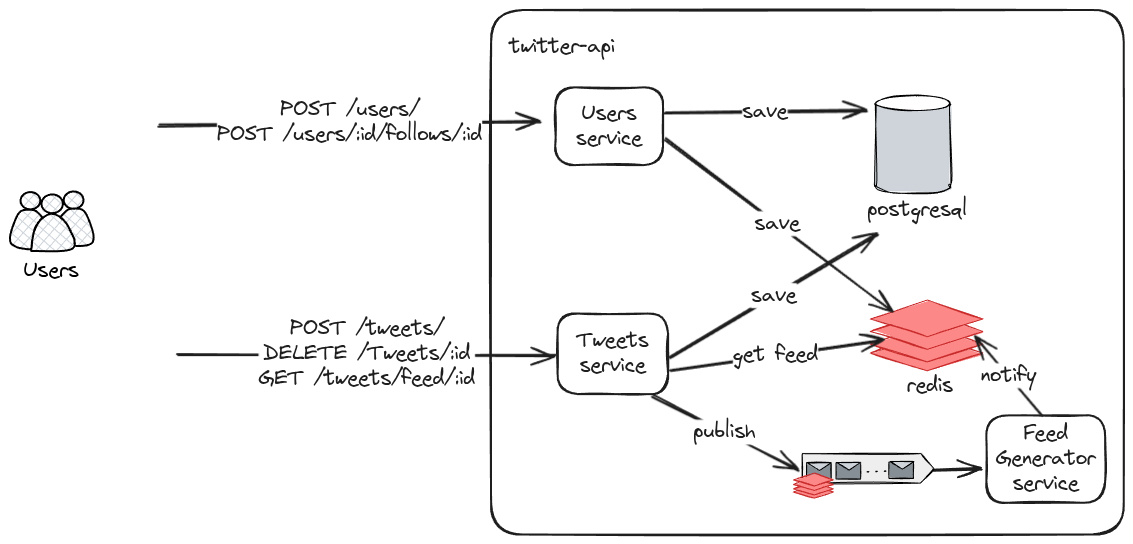 twitter-api
POST /users/
POST /users/:id/follows/:id
Users
service
save
postgresql
save
Users
save
POST /tweets/
DELETE /Tweets/:id
GET /tweets/feed/:id
Tweets
service
get feed
redis
notify
publish
Feed
Generator
service